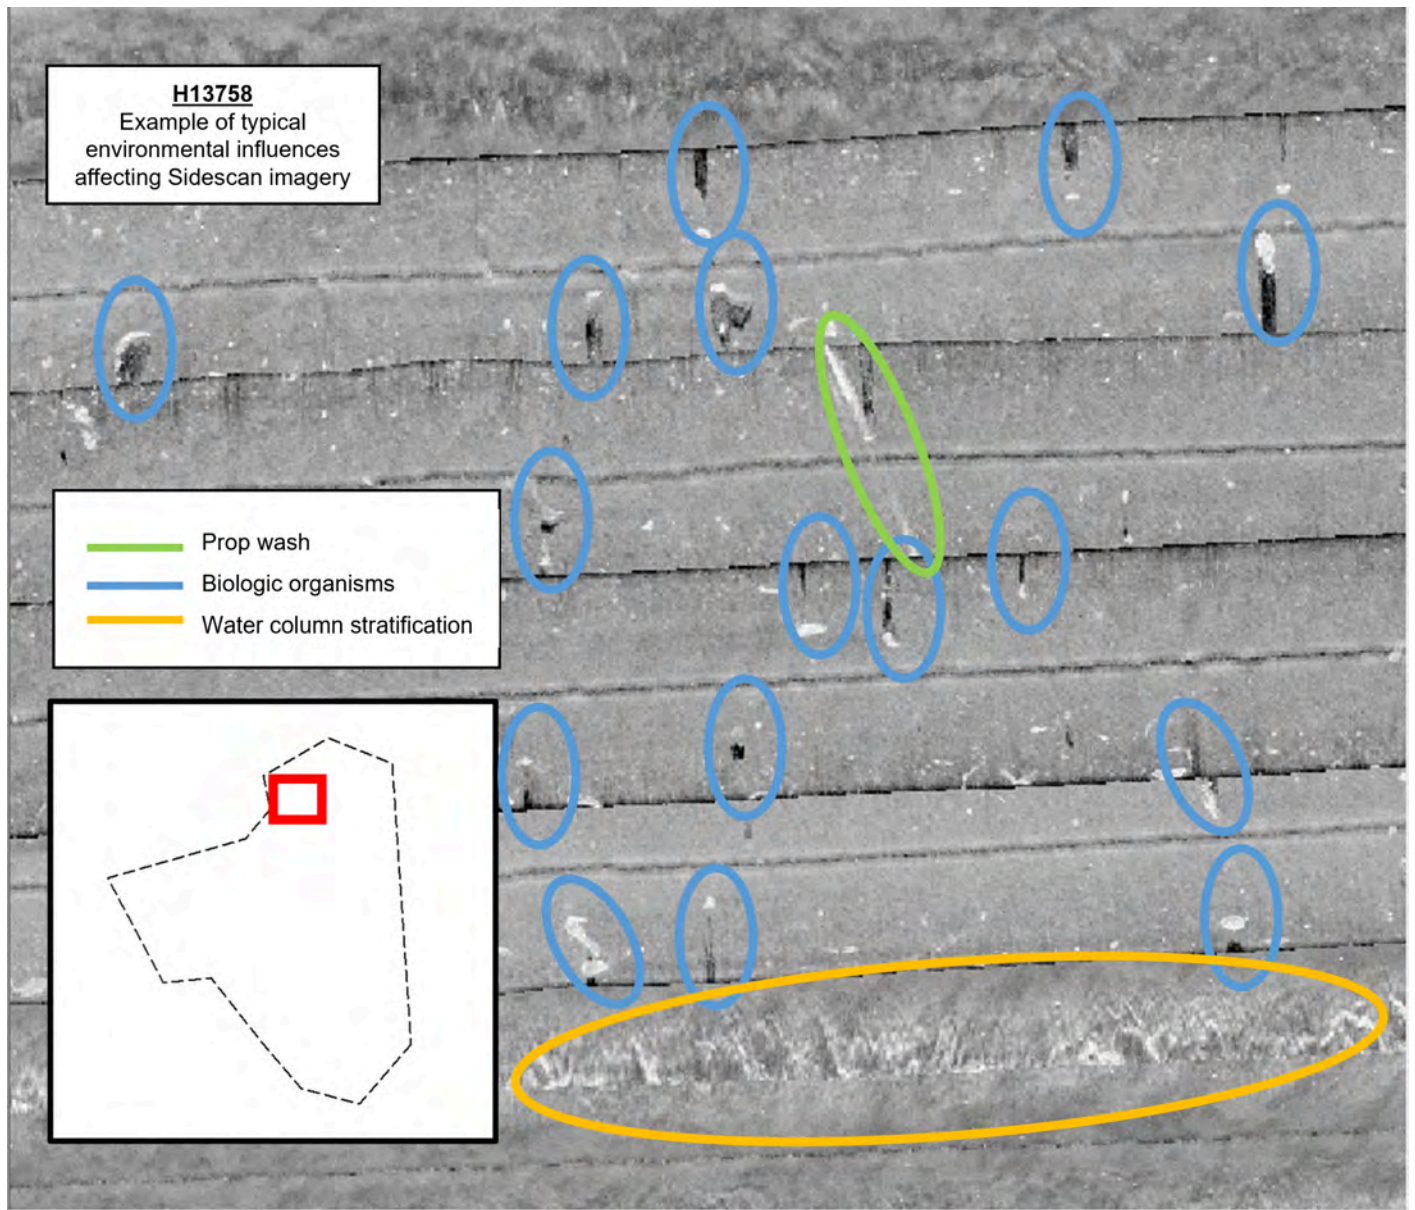 H13758
Example of typical
environmental influences
affecting Sidescan imagery
Prop wash
Biologic organisms
Water column stratification